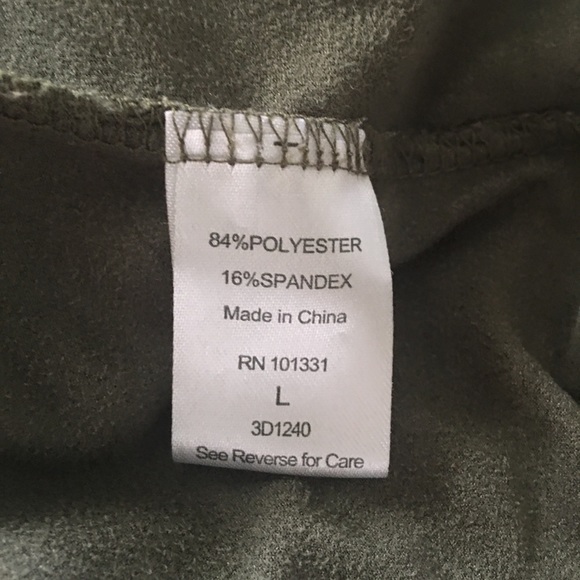 84%POLYESTER
16%SPANDEX
Made in China
RN 101331
L
3D1240
See Reverse for Care